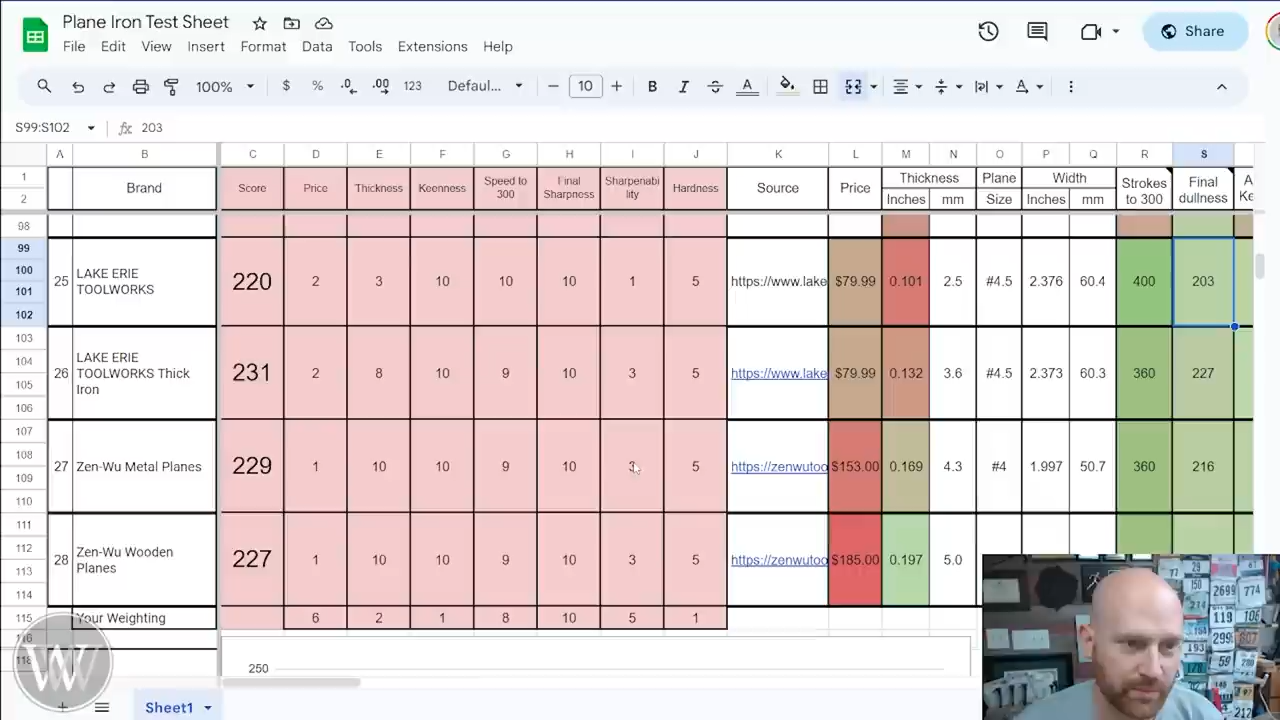 Plane Iron Test Sheet
File Edit View Insert Format Data Tools Extensions Help
Share
100% $ % .0 .00 123 Defaul... 10 B I A
S99:S102 fx 203
A B C D E F G H I J K L M N O P Q R S
1 2
Brand Score Price Thickness Keenness Speed to 300 Final Sharpness Sharpenability Hardness Source Price Thickness Inches mm Plane Size Width Inches mm Strokes to 300 Final dullness A Ke
98
99 100 101 102
25 LAKE ERIE TOOLWORKS 220 2 3 10 10 10 1 5 https://www.lake $79.99 0.101 2.5 #4.5 2.376 60.4 400 203
103 104 105 106
26 LAKE ERIE TOOLWORKS Thick Iron 231 2 8 10 9 10 3 5 https://www.lake $79.99 0.132 3.6 #4.5 2.373 60.3 360 227
107 108 109 110
27 Zen-Wu Metal Planes 229 1 10 10 9 10 3 5 https://zenwutoo $153.00 0.169 4.3 #4 1.997 50.7 360 216
111 112 113 114
28 Zen-Wu Wooden Planes 227 1 10 10 9 10 3 5 https://zenwutoo $185.00 0.197 5.0
115 Your Weighting 6 2 1 8 10 5 1
116
118
250
W
Sheet1